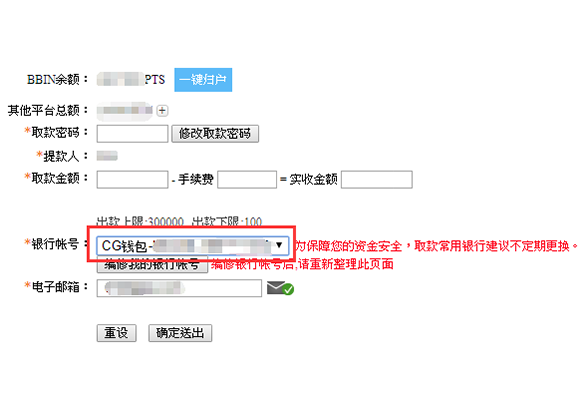 BBIN余额： PTS 一键归户
其他平台总额： +
*取款密码： 修改取款密码
*提款人：
*取款金额： - 手续费 = 实收金额
出款上限:300000 出款下限:100
*银行帐号： CG钱包- ▼ 为保障您的资金安全，取款常用银行建议不定期更换。
编修我的银行帐号 编修银行帐号后,请重新整理此页面
*电子邮箱：
重设 确定送出